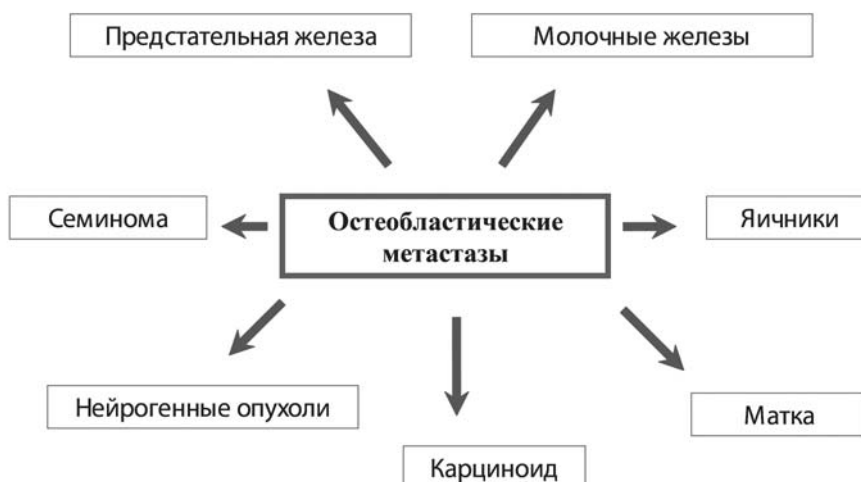 Предстательная железа
Молочные железы
Семинома
Остеобластические
метастазы
Яичники
Нейрогенные опухоли
Матка
Карциноид